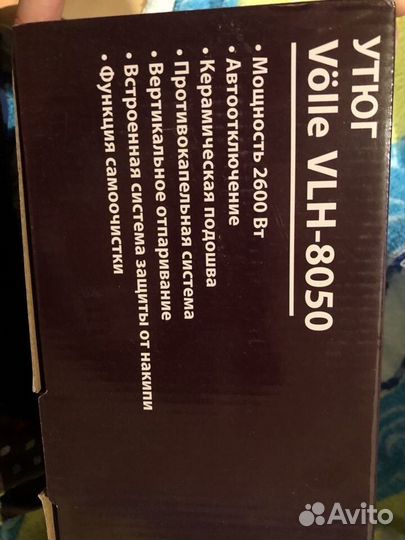 УТЮГ
Völle VLH-8050
• Мощность 2600 Вт
• Автоотключение
• Керамическая подошва
• Противокапельная система
• Вертикальное отпаривание
• Встроенная система защиты от накипи
• Функция самоочистки
Avito